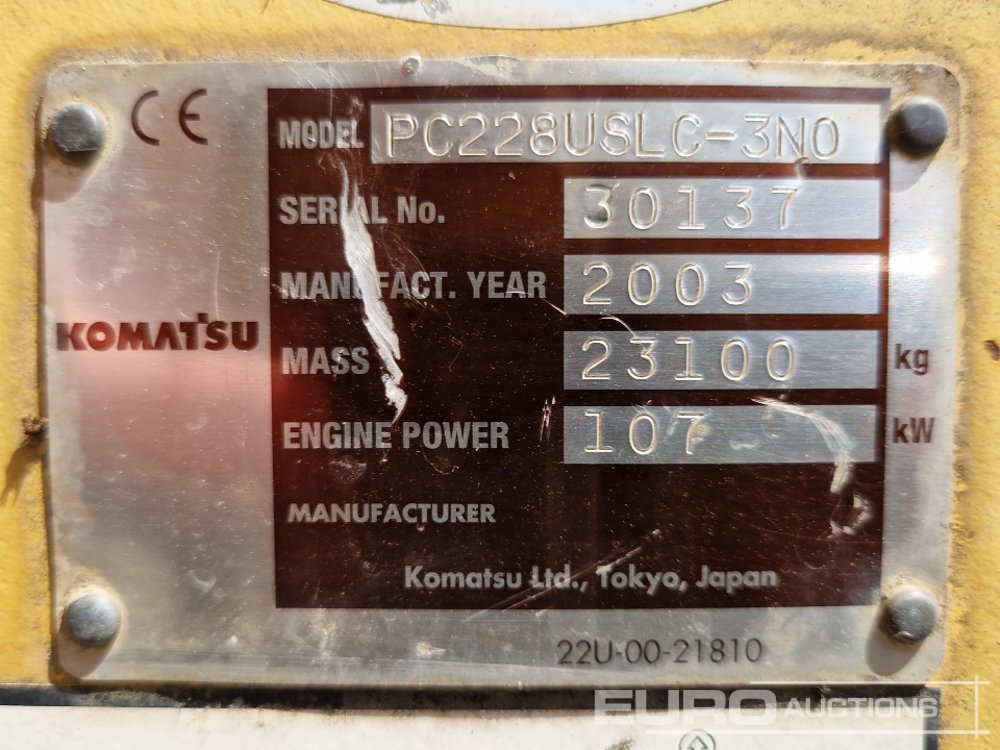 CE
MODEL PC228USLC-3N0
SERIAL No. 30137
MANUFACT. YEAR 2003
KOMATSU
MASS 23100 kg
ENGINE POWER 107 kW
MANUFACTURER
Komatsu Ltd., Tokyo, Japan
22U-00-21810
EURO AUCTIONS